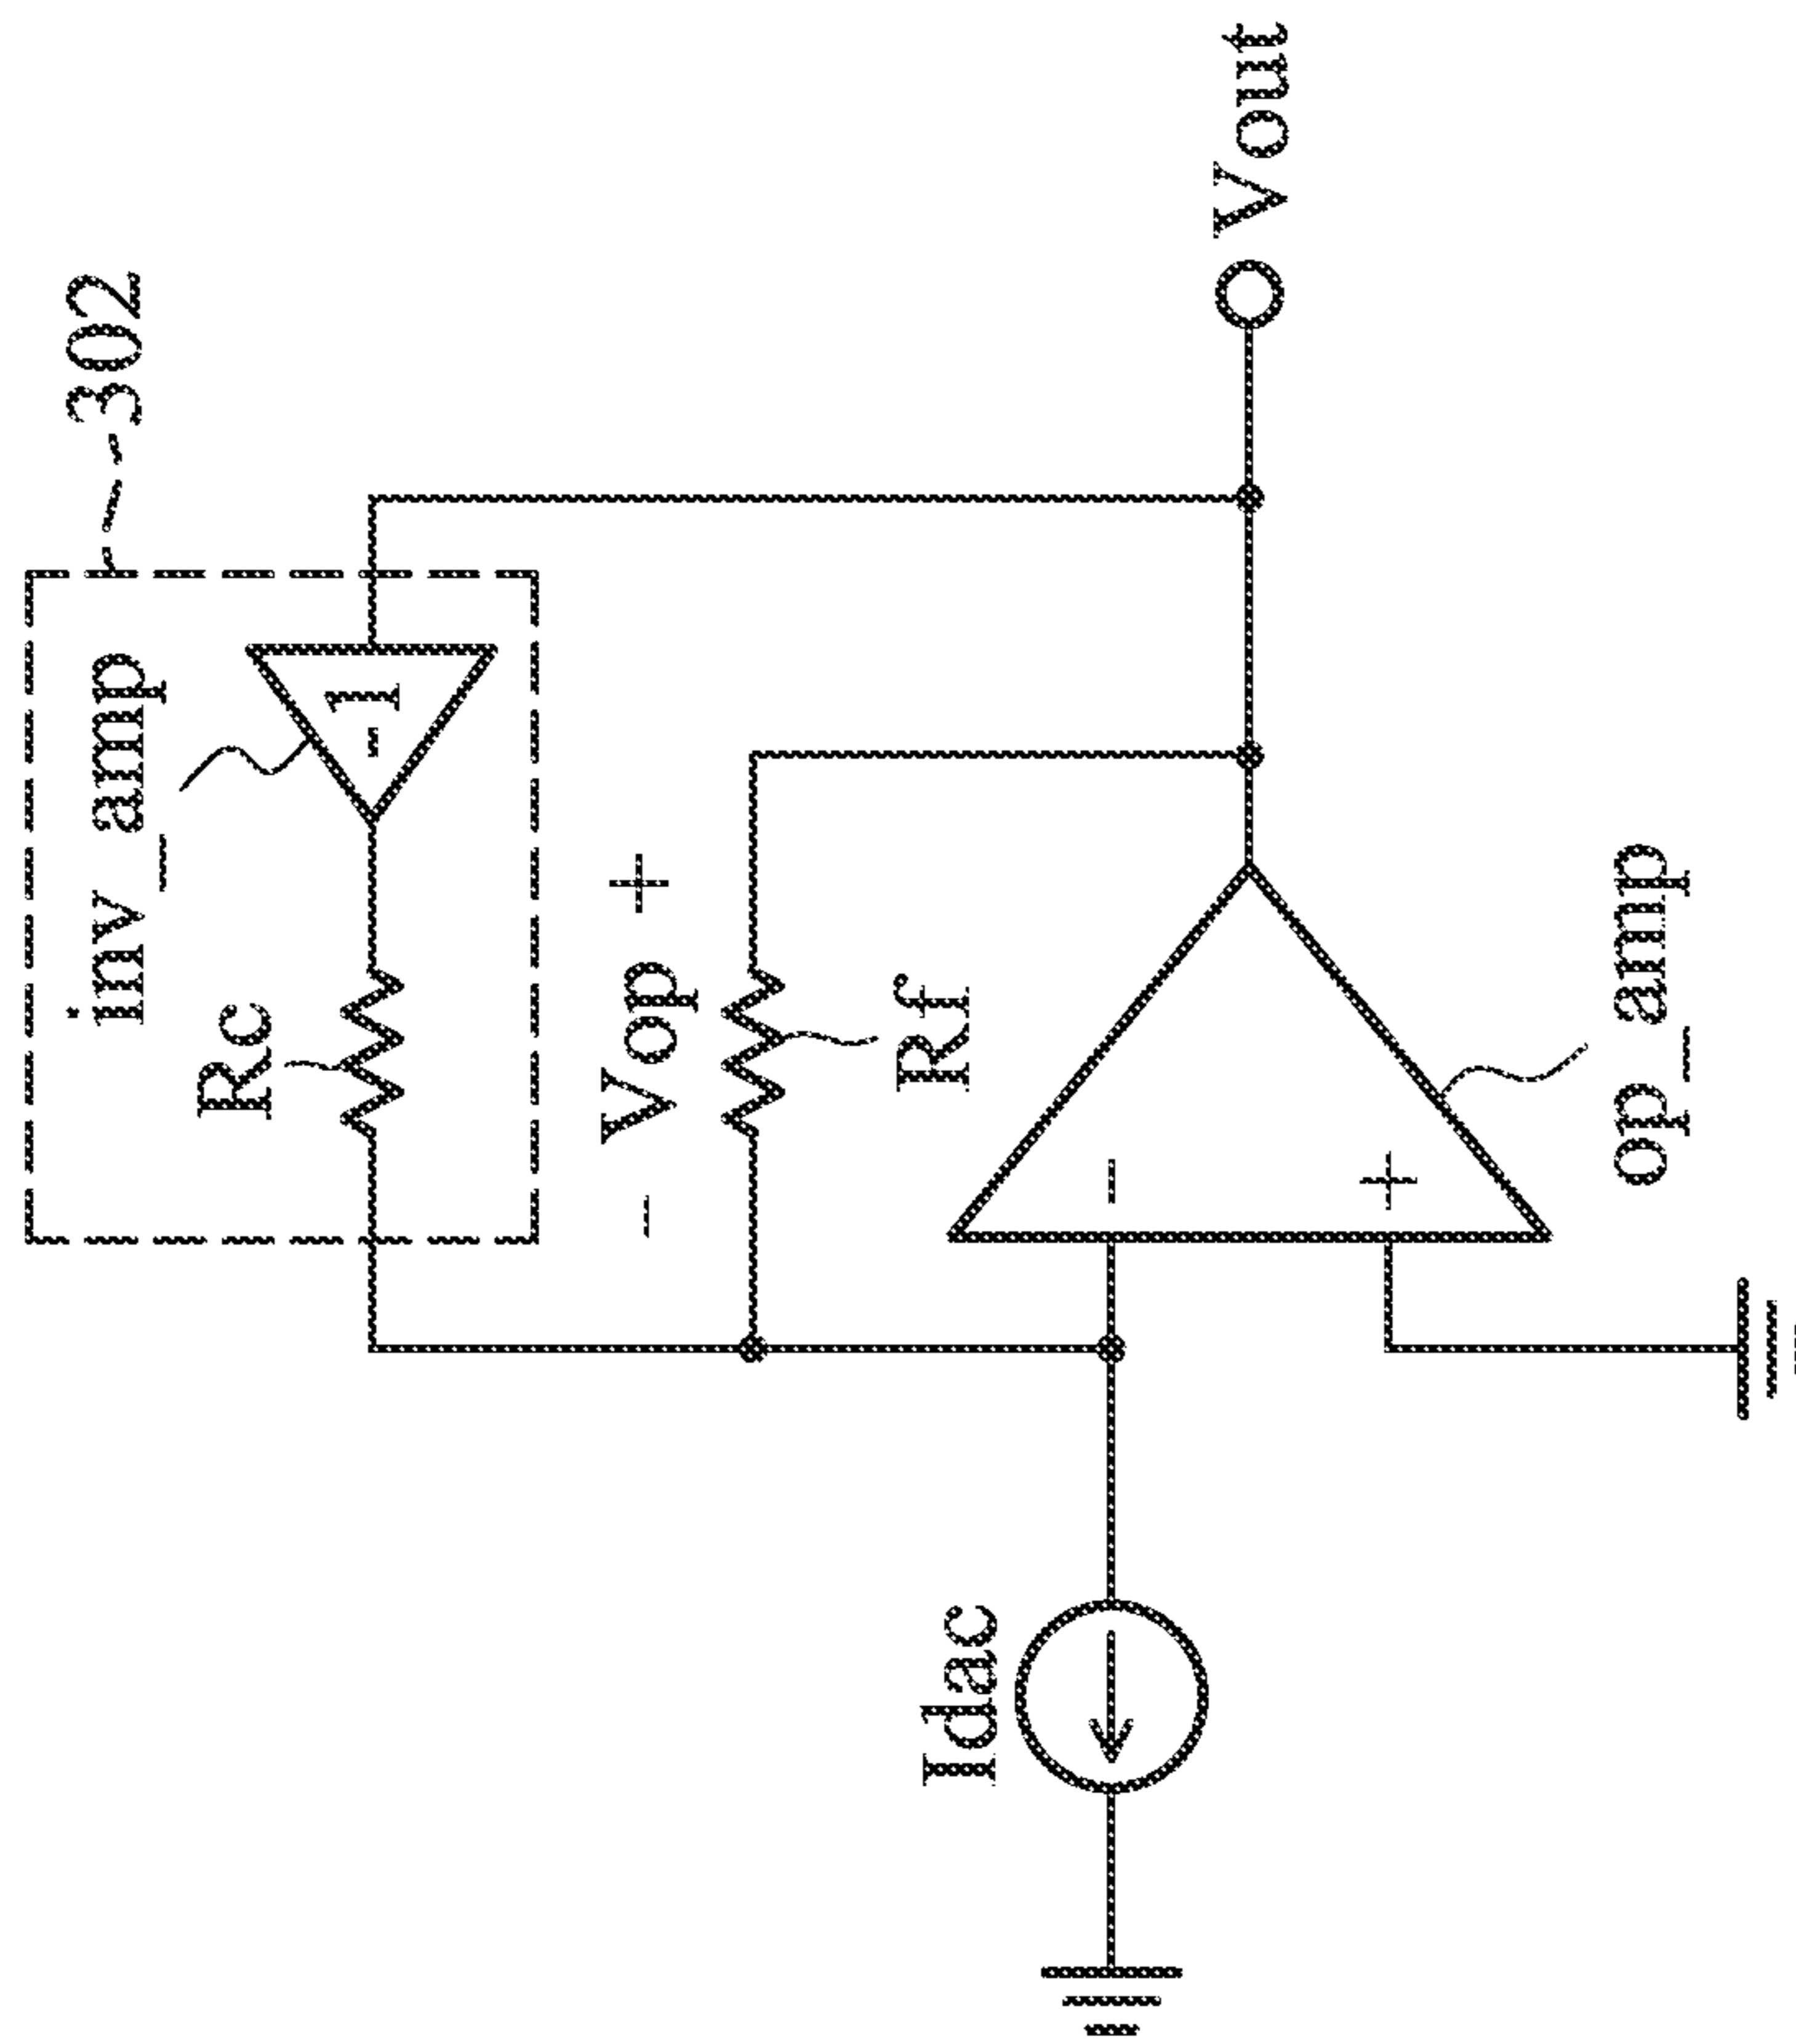 302
inv_amp
-1
Rc
- Vop +
Rf
Vout
Idac
-
+
op_amp